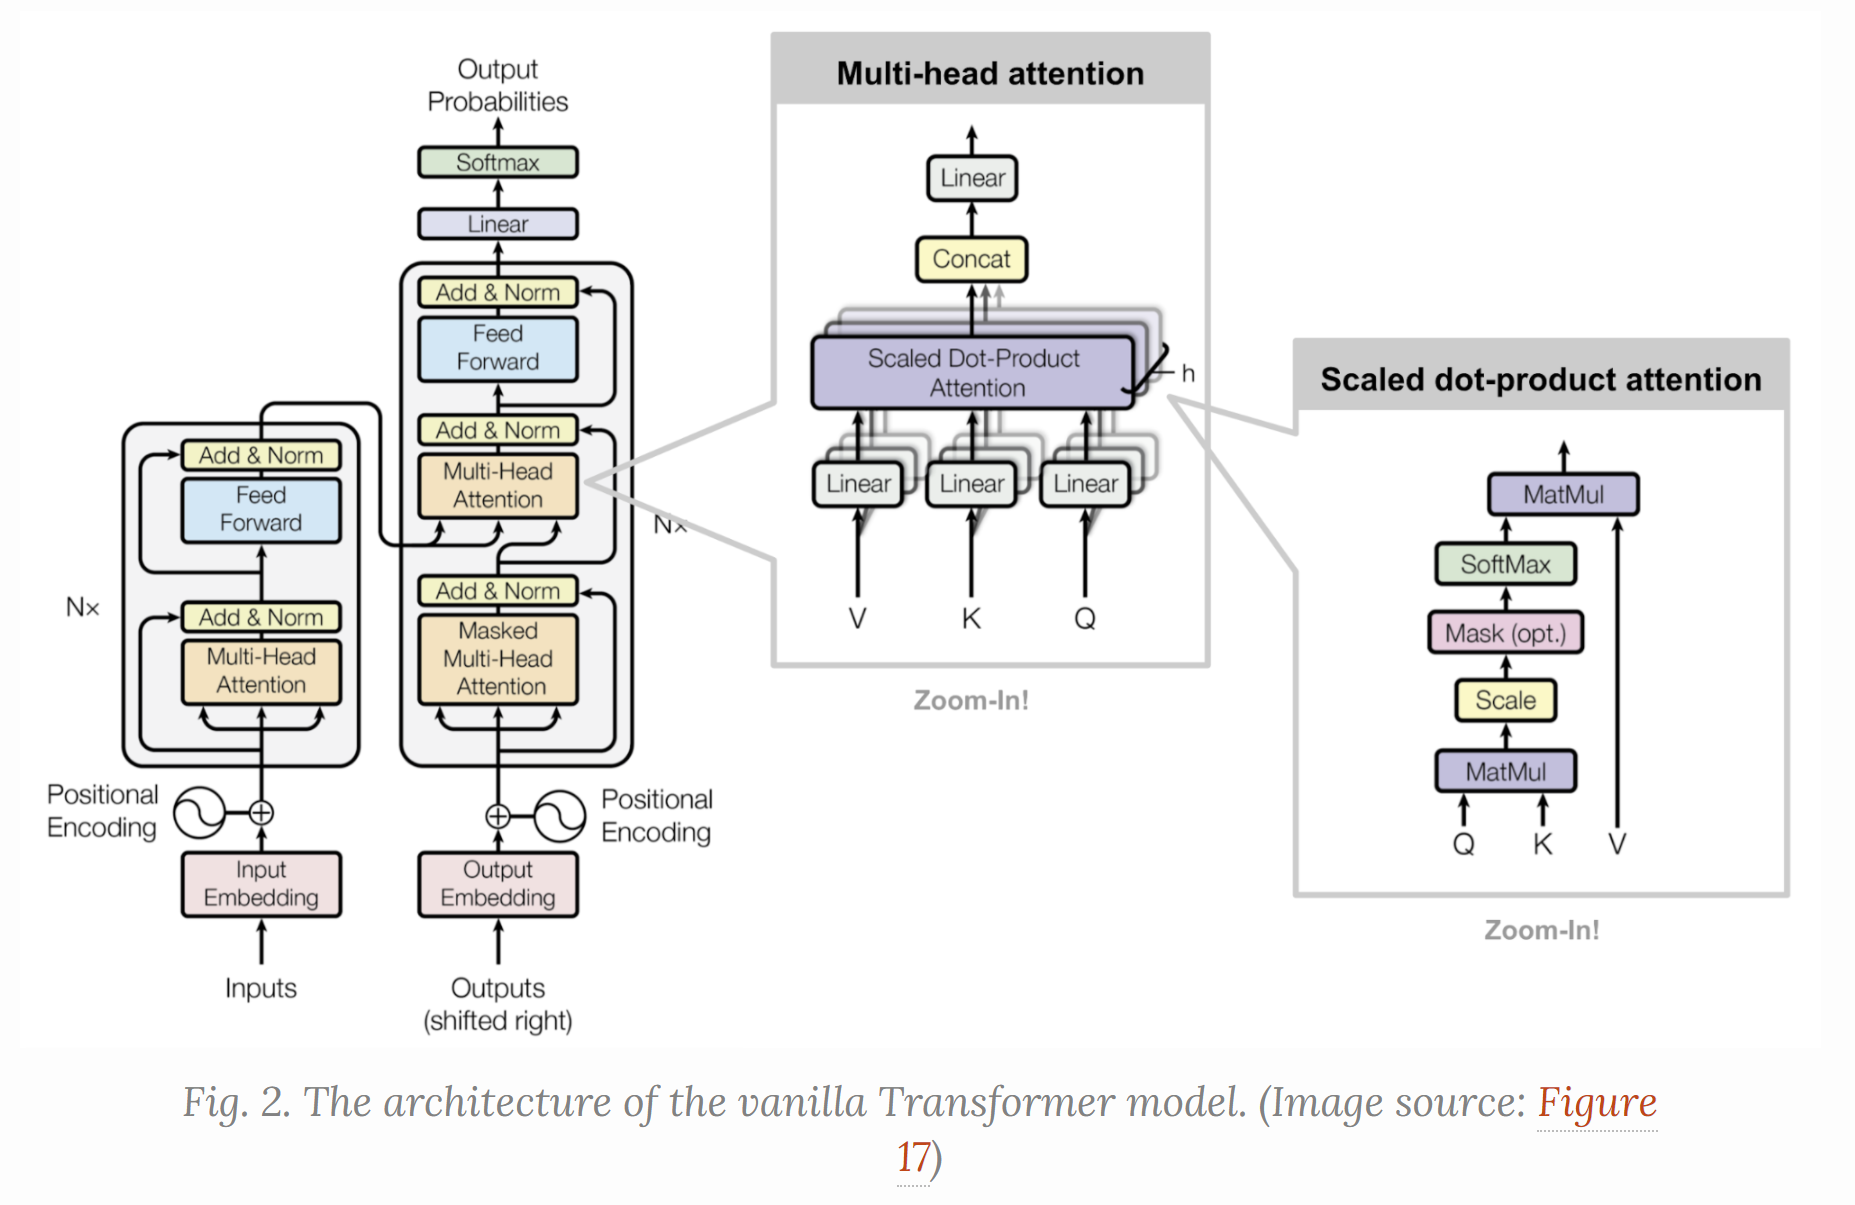 Output
Probabilities
Softmax
Linear
Add & Norm
Feed
Forward
Add & Norm
Multi-Head
Attention
Nx
Add & Norm
Masked
Multi-Head
Attention
Positional
Encoding
Output
Embedding
Outputs
(shifted right)
Add & Norm
Feed
Forward
Nx
Add & Norm
Multi-Head
Attention
Positional
Encoding
Input
Embedding
Inputs
Multi-head attention
Linear
Concat
Scaled Dot-Product
Attention
h
Linear
Linear
Linear
V
K
Q
Zoom-In!
Scaled dot-product attention
MatMul
SoftMax
Mask (opt.)
Scale
MatMul
Q
K
V
Zoom-In!
Fig. 2. The architecture of the vanilla Transformer model. (Image source: Figure
17)